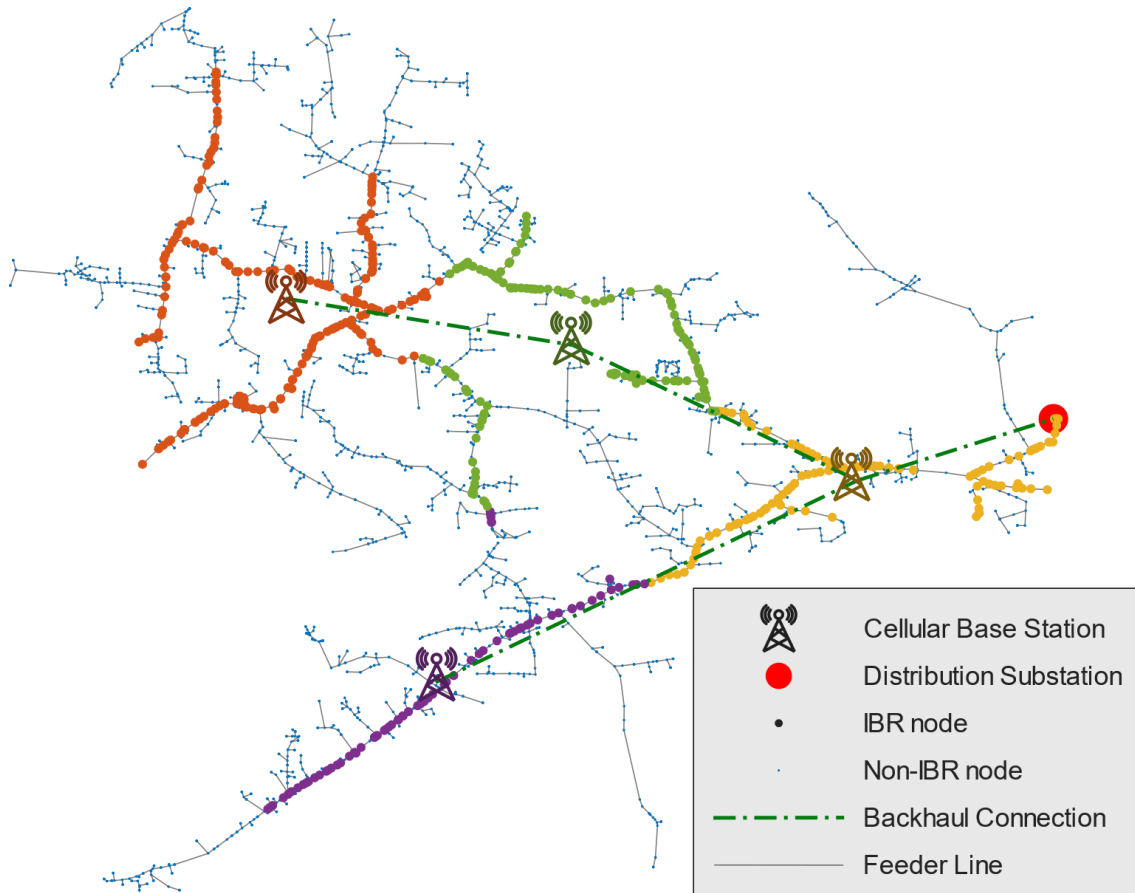 Cellular Base Station
Distribution Substation
IBR node
Non-IBR node
Backhaul Connection
Feeder Line